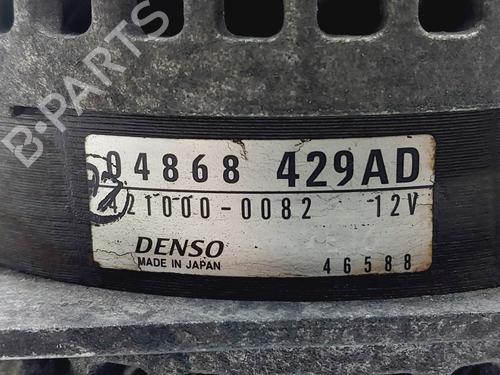 B-PARTS
04868 429AD
421000-0082 12V
DENSO
MADE IN JAPAN
46588